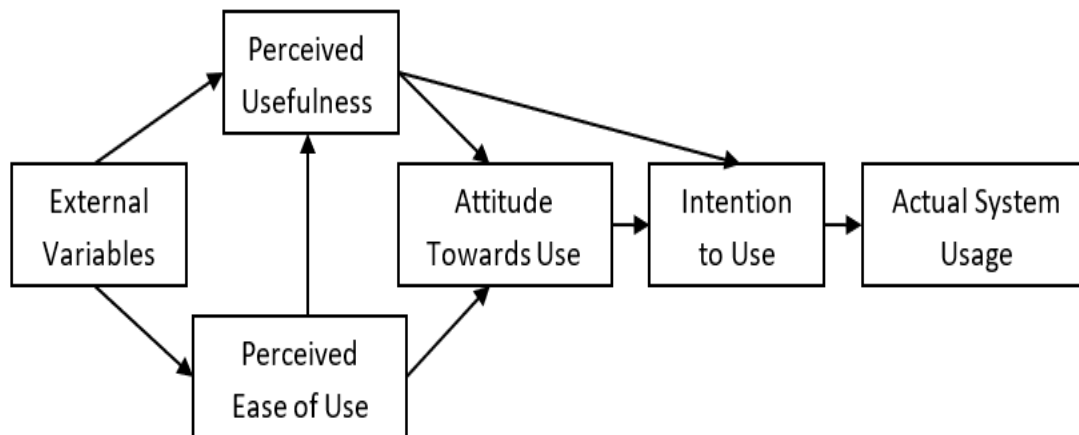 Perceived
Usefulness
External
Variables
Attitude
Towards Use
Intention
to Use
Actual System
Usage
Perceived
Ease of Use